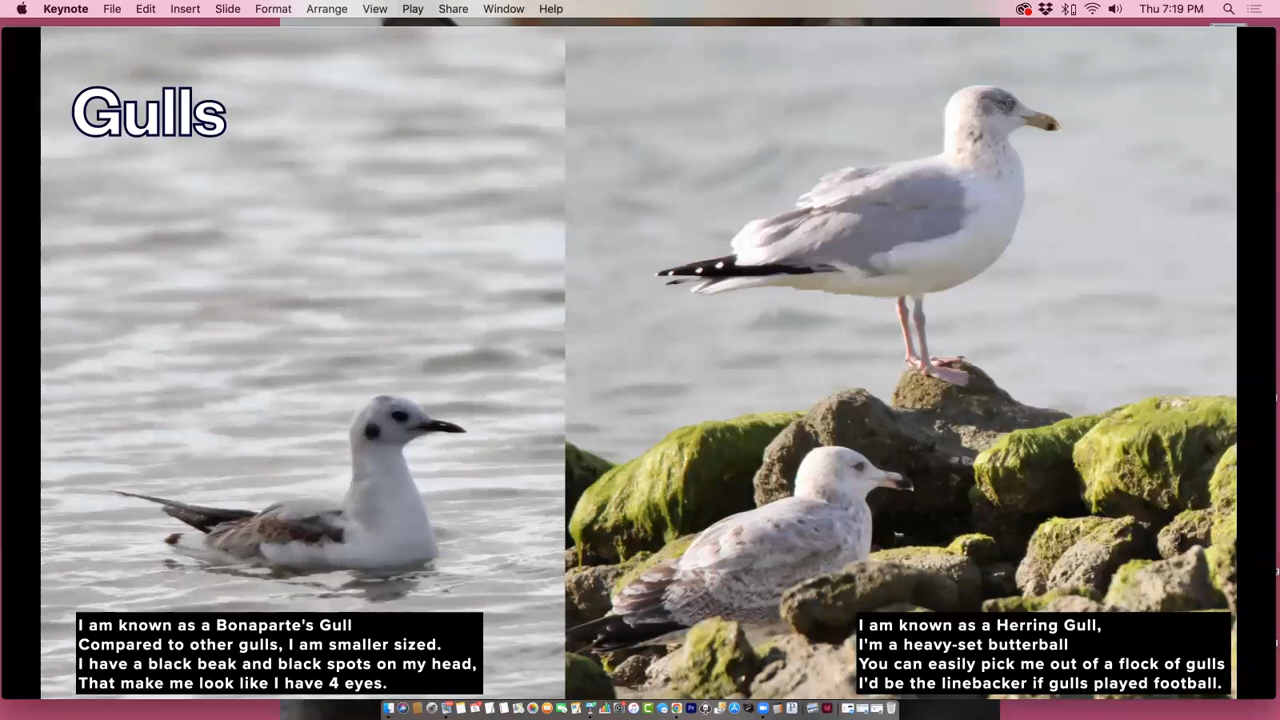 Keynote File Edit Insert Slide Format Arrange View Play Share Window Help Thu 7:19 PM
Gulls
I am known as a Bonaparte's Gull
Compared to other gulls, I am smaller sized.
I have a black beak and black spots on my head,
That make me look like I have 4 eyes.
I am known as a Herring Gull,
I'm a heavy-set butterball
You can easily pick me out of a flock of gulls
I'd be the linebacker if gulls played football.